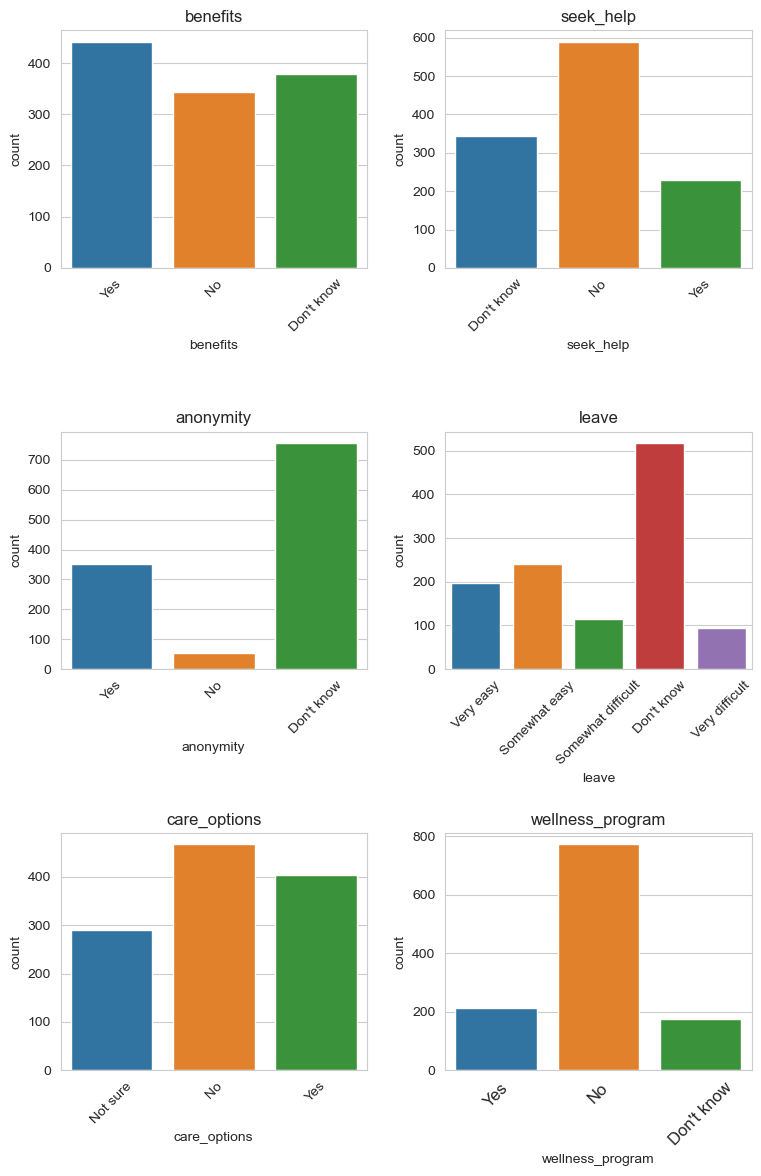 benefits
400
300
200
100
0
count
Yes
No
Don't know
benefits
seek_help
600
500
400
300
200
100
0
count
Don't know
No
Yes
seek_help
anonymity
700
600
500
400
300
200
100
0
count
Yes
No
Don't know
anonymity
leave
500
400
300
200
100
0
count
Very easy
Somewhat easy
Somewhat difficult
Don't know
Very difficult
leave
care_options
400
300
200
100
0
count
Not sure
No
Yes
care_options
wellness_program
800
600
400
200
0
count
Yes
No
Don't know
wellness_program